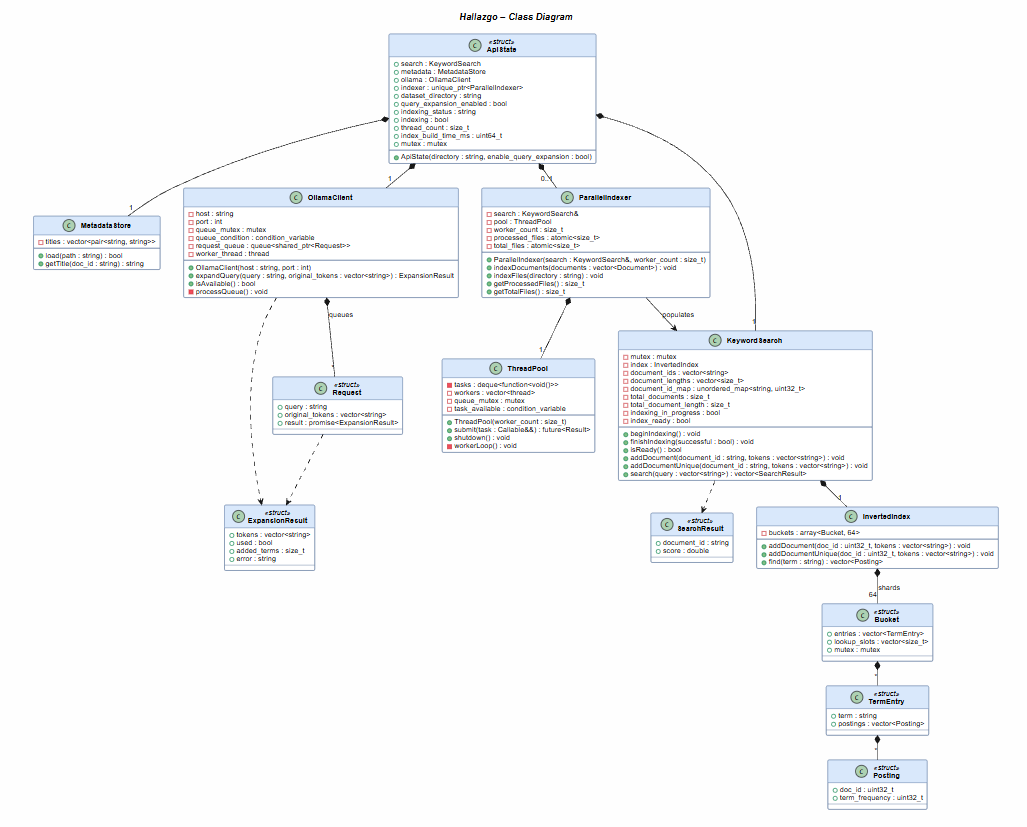 Hallazgo – Class Diagram
C
«struct»
ApiState
search : KeywordSearch
metadata : MetadataStore
ollama : OllamaClient
indexer : unique_ptr<ParallelIndexer>
dataset_directory : string
query_expansion_enabled : bool
indexing_status : string
indexing : bool
thread_count : size_t
index_build_time_ms : uint64_t
mutex : mutex
ApiState(directory : string, enable_query_expansion : bool)
1
1
0..1
1
C MetadataStore
titles : vector<pair<string, string>>
load(path : string) : bool
getTitle(doc_id : string) : string
C OllamaClient
host : string
port : int
queue_mutex : mutex
queue_condition : condition_variable
request_queue : queue<shared_ptr<Request>>
worker_thread : thread
OllamaClient(host : string, port : int)
expandQuery(query : string, original_tokens : vector<string>) : ExpansionResult
isAvailable() : bool
processQueue() : void
C ParallelIndexer
search : KeywordSearch&
pool : ThreadPool
worker_count : size_t
processed_files : atomic<size_t>
total_files : atomic<size_t>
ParallelIndexer(search : KeywordSearch&, worker_count : size_t)
indexDocuments(documents : vector<Document>) : void
indexFiles(directory : string) : void
getProcessedFiles() : size_t
getTotalFiles() : size_t
queues
populates
1
C KeywordSearch
mutex : mutex
index : InvertedIndex
document_ids : vector<string>
document_lengths : vector<size_t>
document_id_map : unordered_map<string, uint32_t>
total_documents : size_t
total_document_length : size_t
indexing_in_progress : bool
index_ready : bool
beginIndexing() : void
finishIndexing(successful : bool) : void
isReady() : bool
addDocument(document_id : string, tokens : vector<string>) : void
addDocumentUnique(document_id : string, tokens : vector<string>) : void
search(query : vector<string>) : vector<SearchResult>
C ThreadPool
tasks : deque<function<void()>>
workers : vector<thread>
queue_mutex : mutex
task_available : condition_variable
ThreadPool(worker_count : size_t)
submit(task : Callable&&) : future<Result>
shutdown() : void
workerLoop() : void
C
«struct»
Request
query : string
original_tokens : vector<string>
result : promise<ExpansionResult>
1
C
«struct»
ExpansionResult
tokens : vector<string>
used : bool
added_terms : size_t
error : string
C
«struct»
SearchResult
document_id : string
score : double
C InvertedIndex
buckets : array<Bucket, 64>
addDocument(doc_id : uint32_t, tokens : vector<string>) : void
addDocumentUnique(doc_id : uint32_t, tokens : vector<string>) : void
find(term : string) : vector<Posting>
shards
64
C
«struct»
Bucket
entries : vector<TermEntry>
lookup_slots : vector<size_t>
mutex : mutex
*
C
«struct»
TermEntry
term : string
postings : vector<Posting>
*
C
«struct»
Posting
doc_id : uint32_t
term_frequency : uint32_t